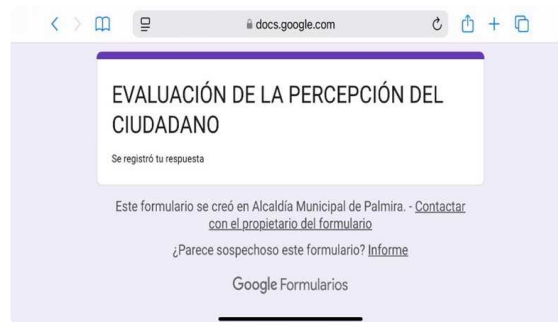 docs.google.com
EVALUACIÓN DE LA PERCEPCIÓN DEL
CIUDADANO
Se registró tu respuesta
Este formulario se creó en Alcaldía Municipal de Palmira. - Contactar
con el propietario del formulario
¿Parece sospechoso este formulario? Informe
Google Formularios